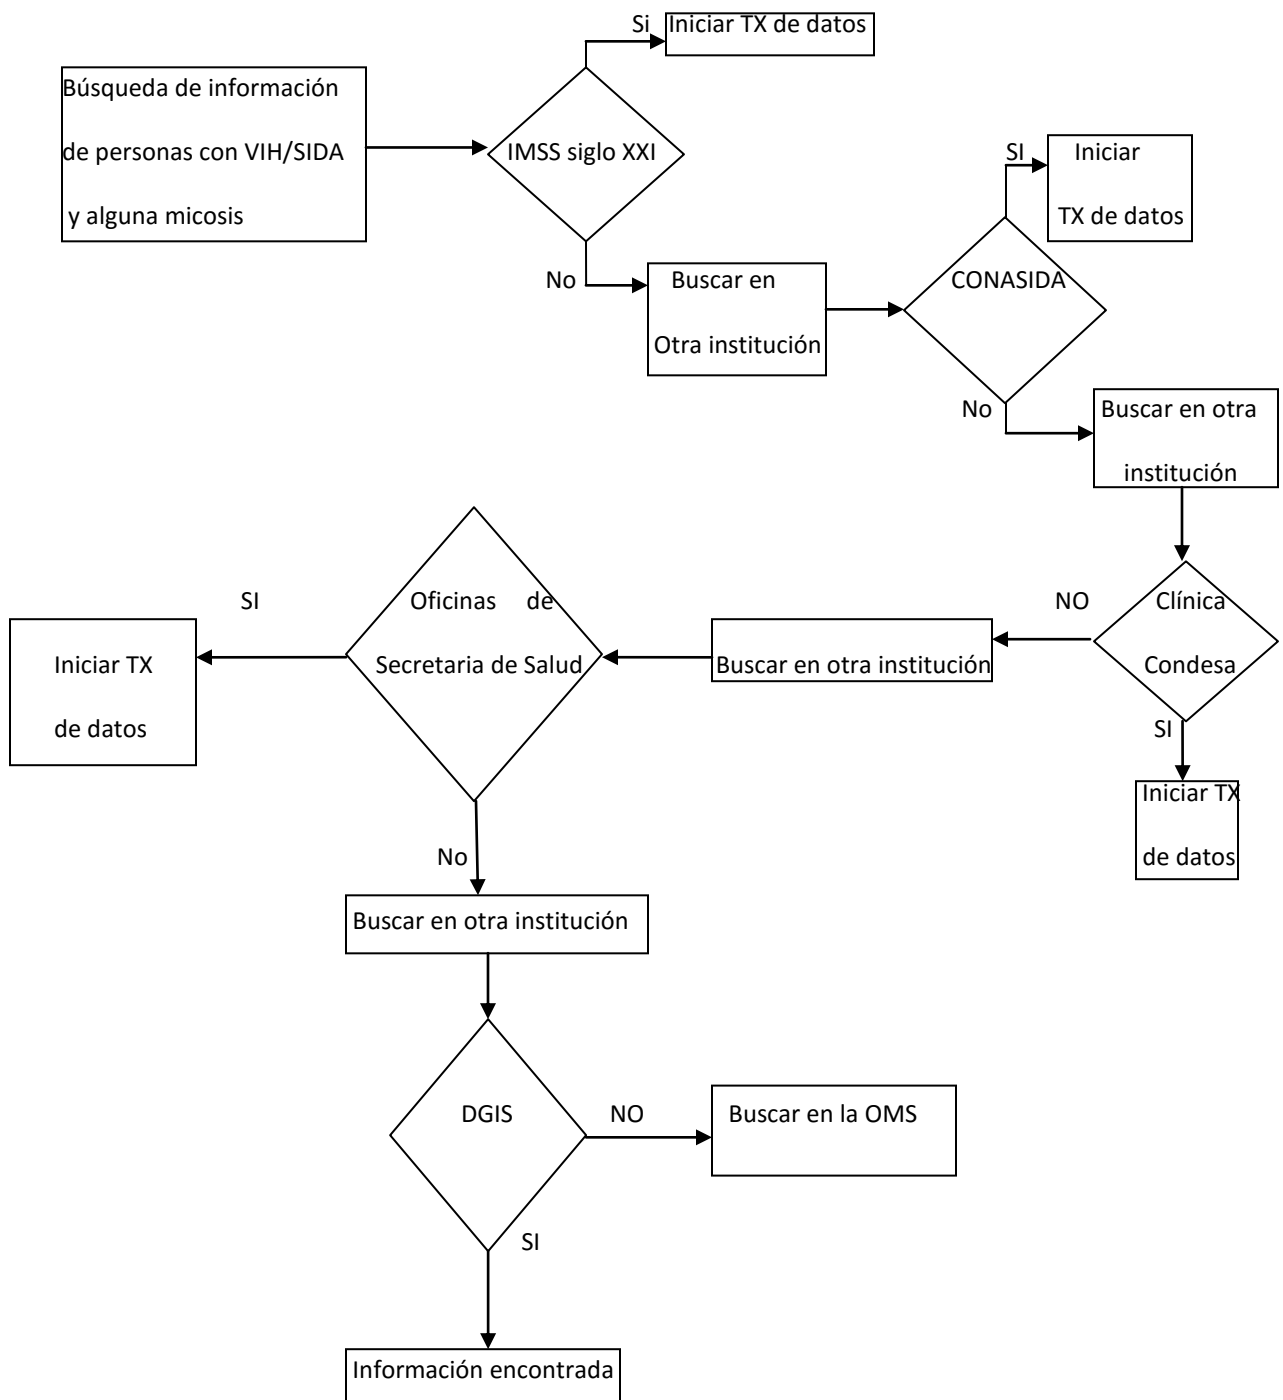 Si
Iniciar TX de datos
Búsqueda de información
de personas con VIH/SIDA
y alguna micosis
IMSS siglo XXI
SI
Iniciar
TX de datos
No
Buscar en
Otra institución
CONASIDA
No
Buscar en otra
institución
Clínica
Condesa
NO
SI
Iniciar TX
de datos
Buscar en otra institución
Oficinas de
Secretaria de Salud
SI
Iniciar TX
de datos
No
Buscar en otra institución
DGIS
NO
Buscar en la OMS
SI
Información encontrada